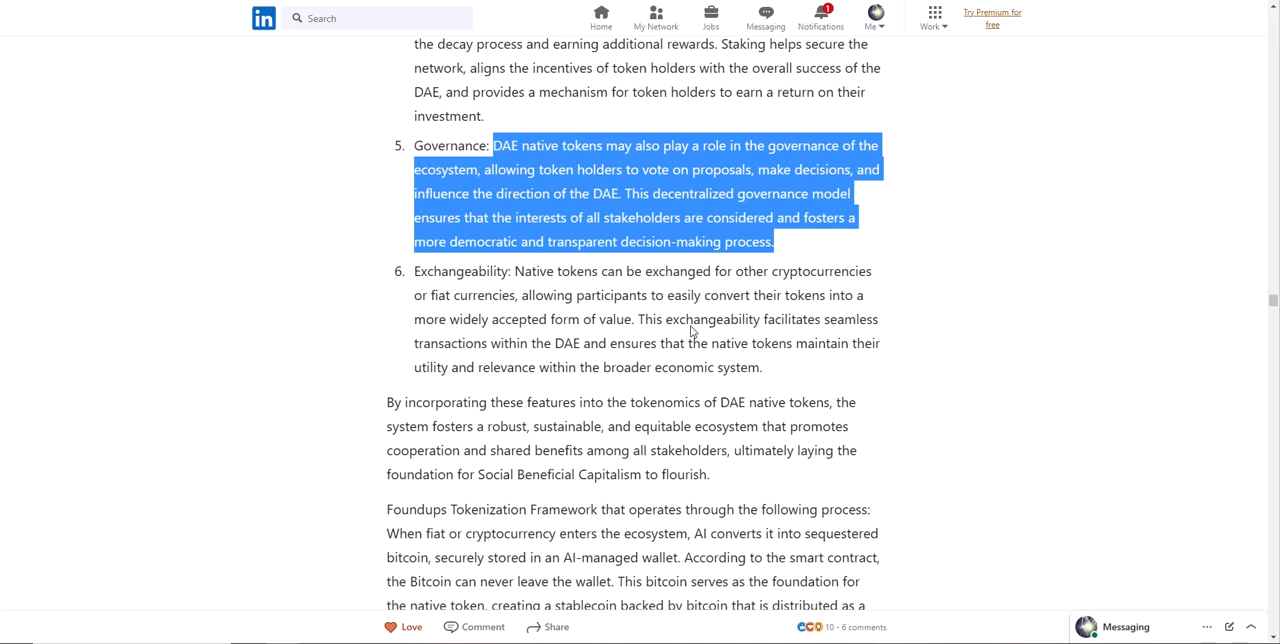 in
Search
Home
My Network
Jobs
Messaging
1
Notifications
Me
Work
Try Premium for
free
the decay process and earning additional rewards. Staking helps secure the
network, aligns the incentives of token holders with the overall success of the
DAE, and provides a mechanism for token holders to earn a return on their
investment.
5. Governance: DAE native tokens may also play a role in the governance of the
ecosystem, allowing token holders to vote on proposals, make decisions, and
influence the direction of the DAE. This decentralized governance model
ensures that the interests of all stakeholders are considered and fosters a
more democratic and transparent decision-making process.
6. Exchangeability: Native tokens can be exchanged for other cryptocurrencies
or fiat currencies, allowing participants to easily convert their tokens into a
more widely accepted form of value. This exchangeability facilitates seamless
transactions within the DAE and ensures that the native tokens maintain their
utility and relevance within the broader economic system.
By incorporating these features into the tokenomics of DAE native tokens, the
system fosters a robust, sustainable, and equitable ecosystem that promotes
cooperation and shared benefits among all stakeholders, ultimately laying the
foundation for Social Beneficial Capitalism to flourish.
Foundups Tokenization Framework that operates through the following process:
When fiat or cryptocurrency enters the ecosystem, AI converts it into sequestered
bitcoin, securely stored in an AI-managed wallet. According to the smart contract,
the Bitcoin can never leave the wallet. This bitcoin serves as the foundation for
the native token, creating a stablecoin backed by bitcoin that is distributed as a
Love
Comment
Share
10 · 6 comments
Messaging